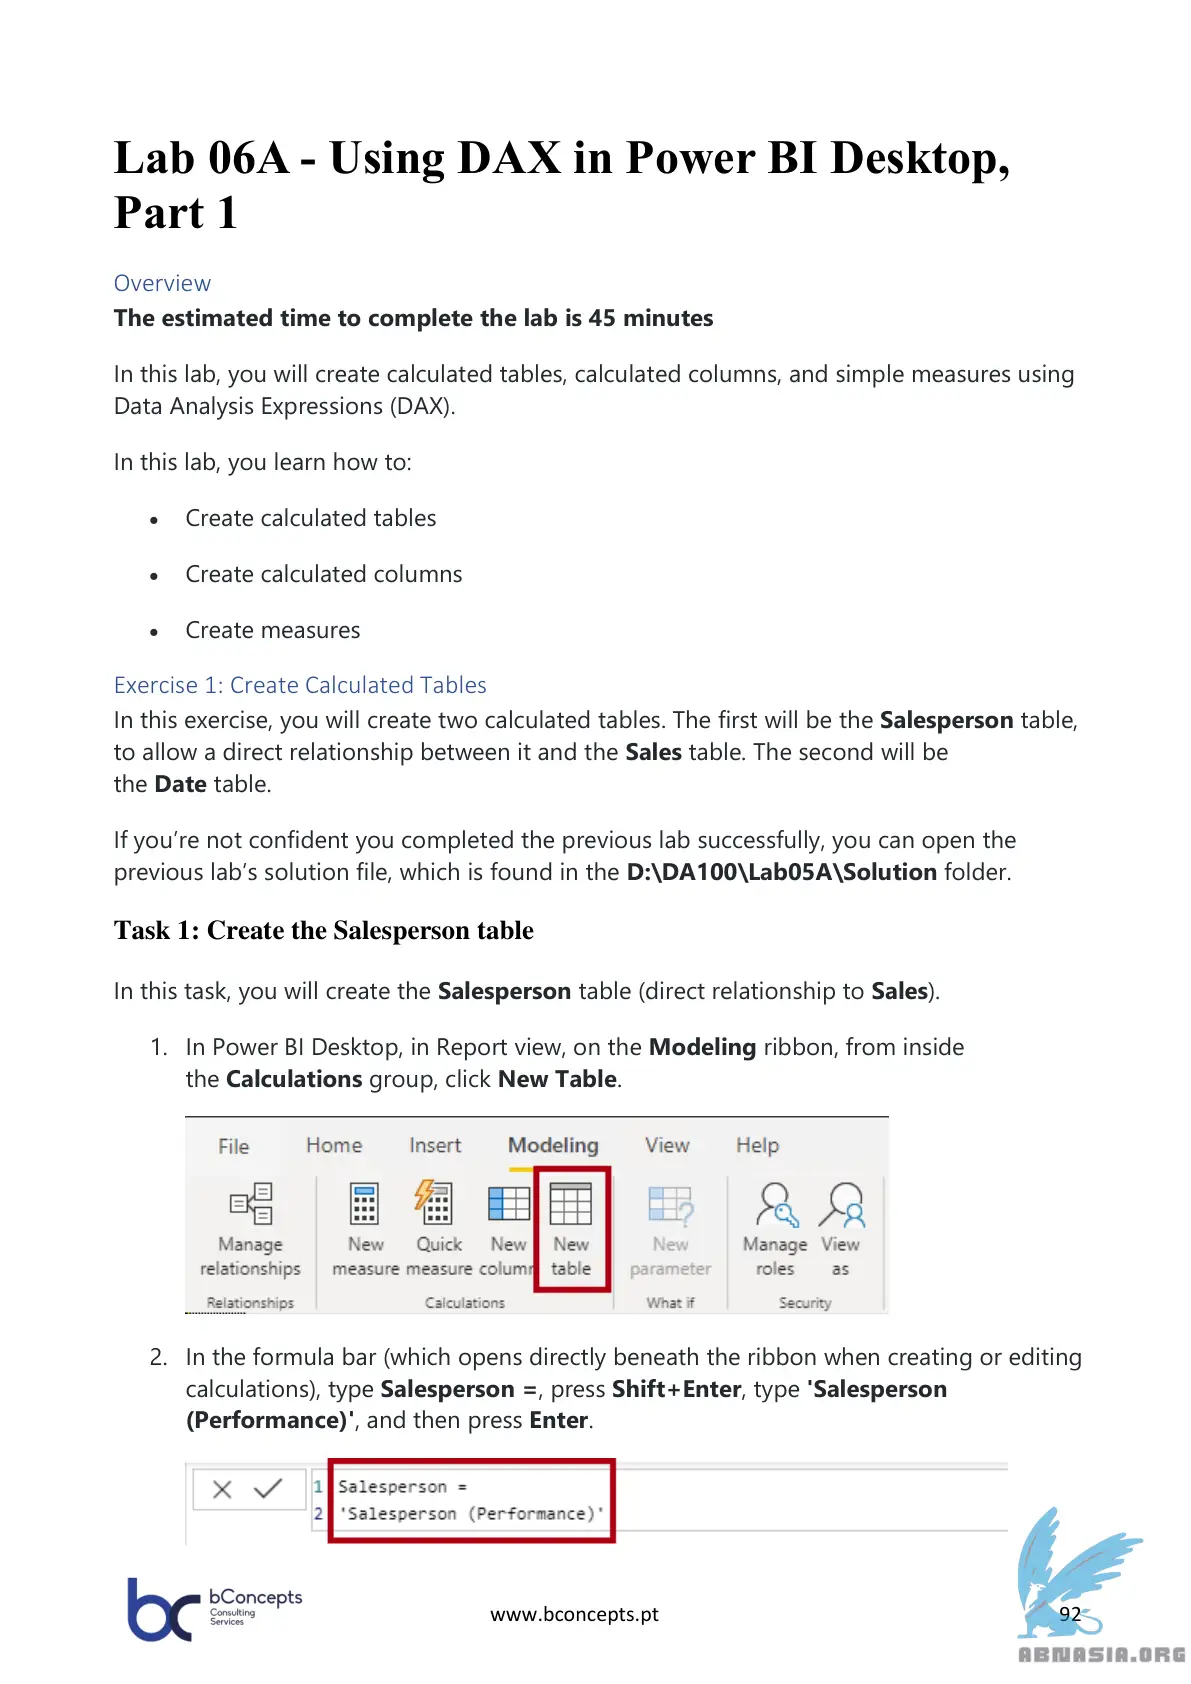 Lab 06A - Using DAX in Power BI Desktop,
Part 1
Overview
The estimated time to complete the lab is 45 minutes
In this lab, you will create calculated tables, calculated columns, and simple measures using
Data Analysis Expressions (DAX).
In this lab, you learn how to:
• Create calculated tables
• Create calculated columns
• Create measures
Exercise 1: Create Calculated Tables
In this exercise, you will create two calculated tables. The first will be the Salesperson table,
to allow a direct relationship between it and the Sales table. The second will be
the Date table.
If you’re not confident you completed the previous lab successfully, you can open the
previous lab’s solution file, which is found in the D:\DA100\Lab05A\Solution folder.
Task 1: Create the Salesperson table
In this task, you will create the Salesperson table (direct relationship to Sales).
1. In Power BI Desktop, in Report view, on the Modeling ribbon, from inside
the Calculations group, click New Table.
File Home Insert Modeling View Help
Manage New Quick New New New Manage View
relationships measure measure column table parameter roles as
Relationships Calculations What if Security
2. In the formula bar (which opens directly beneath the ribbon when creating or editing
calculations), type Salesperson =, press Shift+Enter, type 'Salesperson
(Performance)', and then press Enter.
1 Salesperson =
2 'Salesperson (Performance)'
bc bConcepts
Consulting
Services
www.bconcepts.pt
92
ABNASIA.ORG